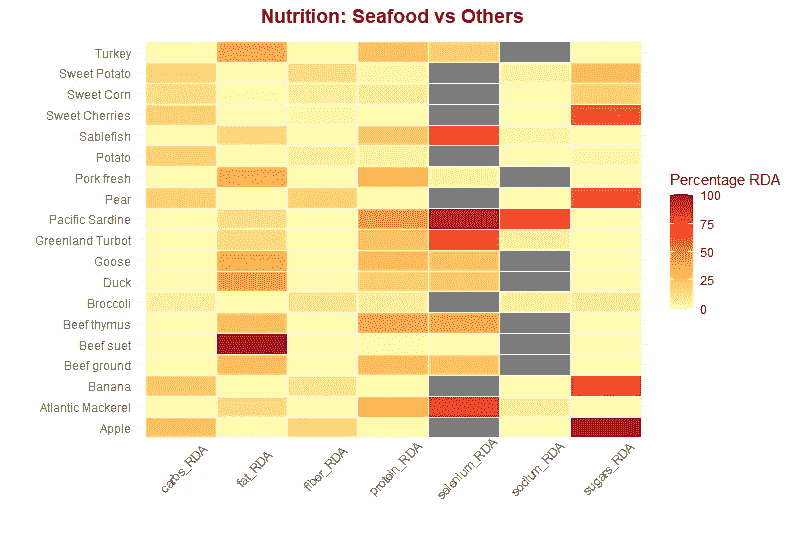 Nutrition: Seafood vs Others
Turkey
Sweet Potato
Sweet Corn
Sweet Cherries
Sablefish
Potato
Pork fresh
Pear
Pacific Sardine
Greenland Turbot
Goose
Duck
Broccoli
Beef thymus
Beef suet
Beef ground
Banana
Atlantic Mackerel
Apple
carbs_RDA
fat_RDA
fiber_RDA
protein_RDA
selenium_RDA
sodium_RDA
sugars_RDA
Percentage RDA
100
75
50
25
0